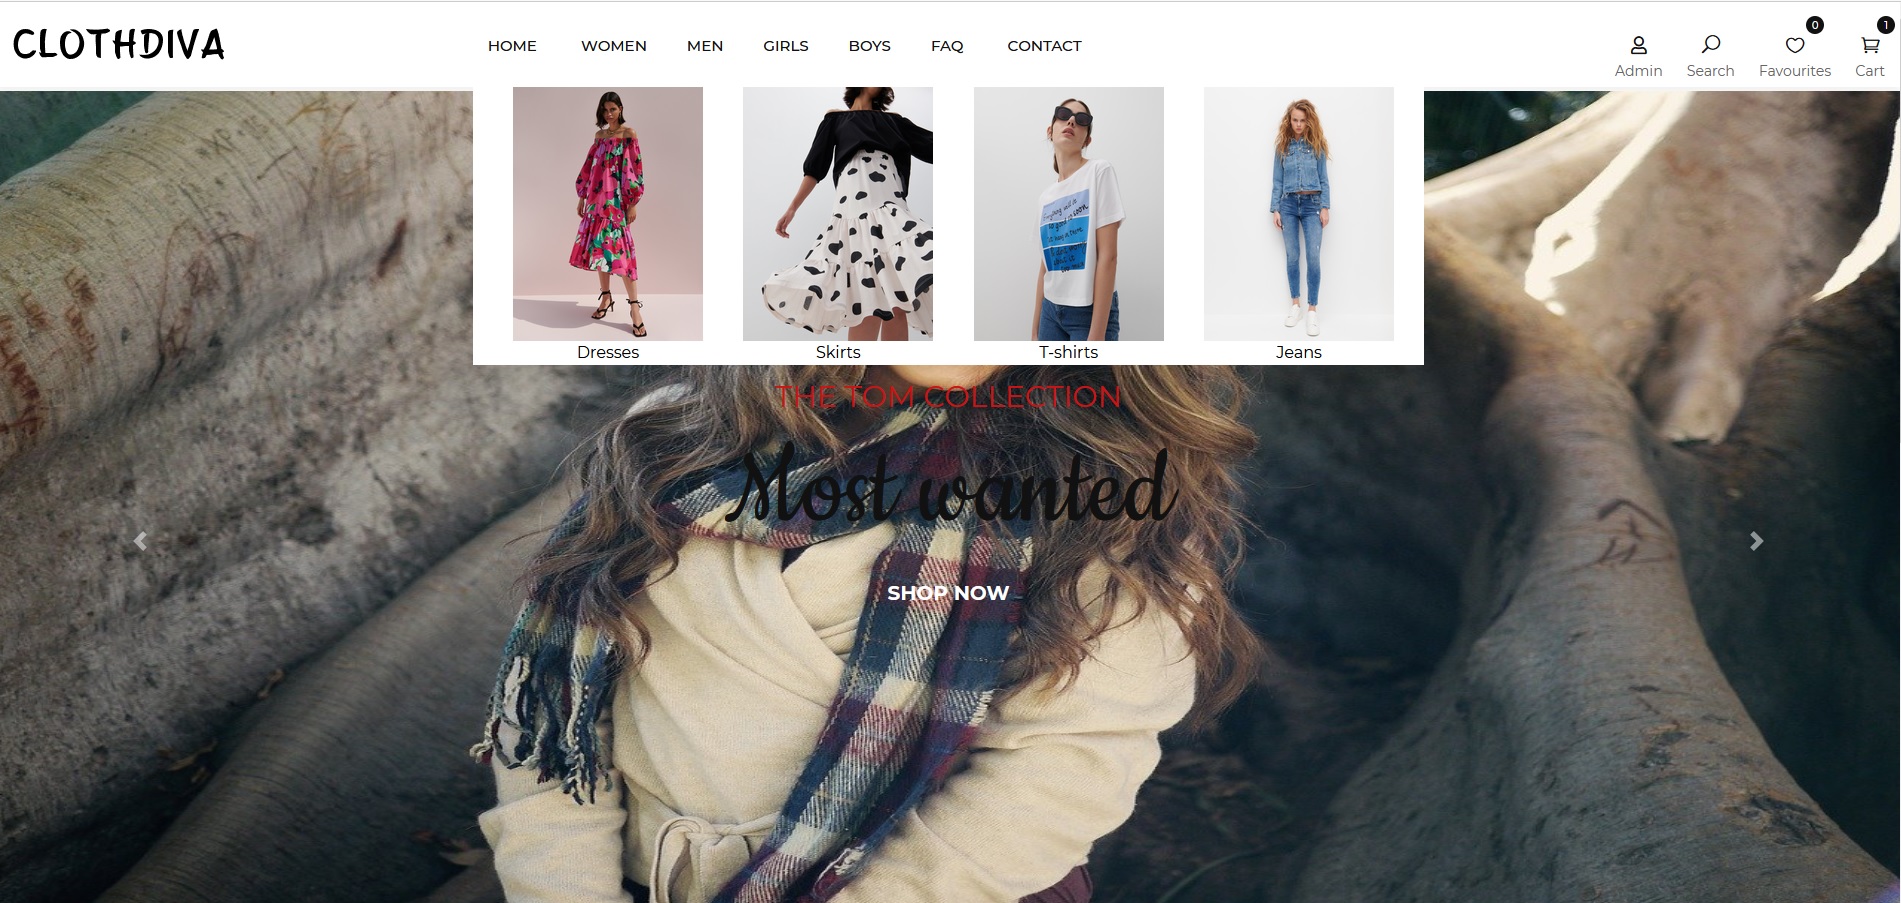 CLOTHDIVA
HOME WOMEN MEN GIRLS BOYS FAQ CONTACT
0 1
Admin Search Favourites Cart
Dresses Skirts T-shirts Jeans
THE TOM COLLECTION
Most wanted
SHOP NOW